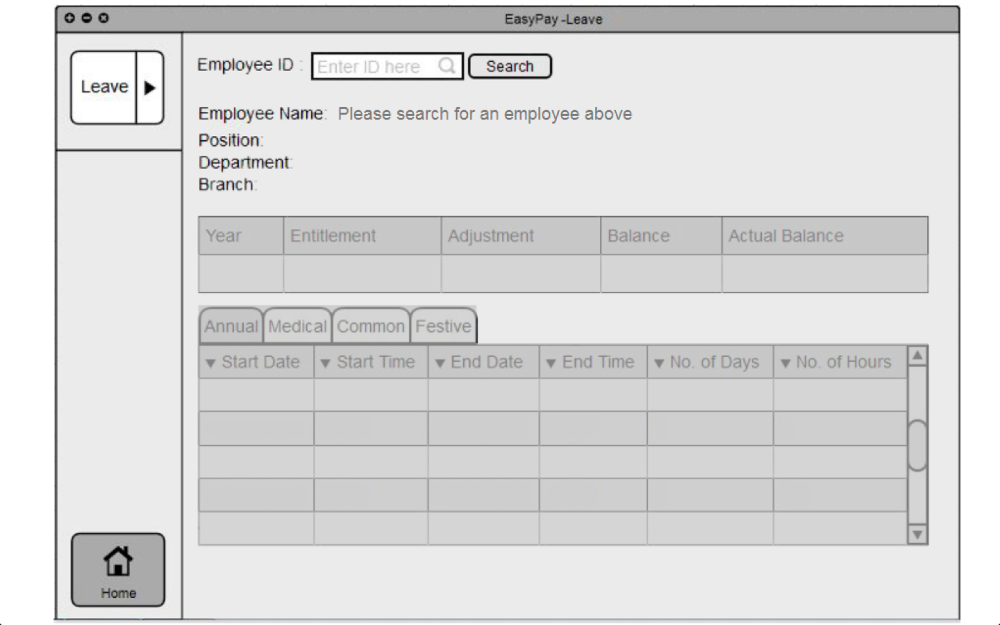 EasyPay -Leave
Leave
Employee ID : Enter ID here Search
Employee Name: Please search for an employee above
Position:
Department:
Branch:
Year Entitlement Adjustment Balance Actual Balance
Annual Medical Common Festive
▼ Start Date ▼ Start Time ▼ End Date ▼ End Time ▼ No. of Days ▼ No. of Hours
Home